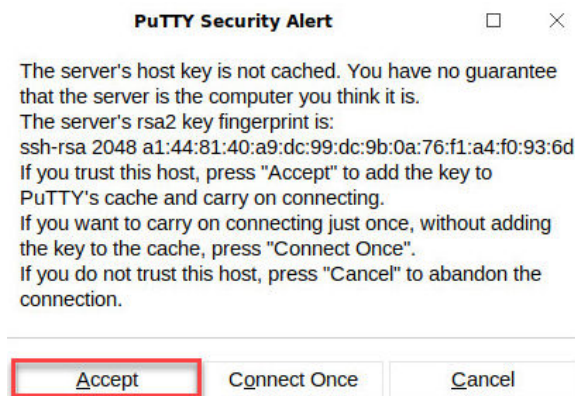 PuTTY Security Alert
The server's host key is not cached. You have no guarantee
that the server is the computer you think it is.
The server's rsa2 key fingerprint is:
ssh-rsa 2048 a1:44:81:40:a9:dc:99:dc:9b:0a:76:f1:a4:f0:93:6d
If you trust this host, press "Accept" to add the key to
PuTTY's cache and carry on connecting.
If you want to carry on connecting just once, without adding
the key to the cache, press "Connect Once".
If you do not trust this host, press "Cancel" to abandon the
connection.
Accept Connect Once Cancel